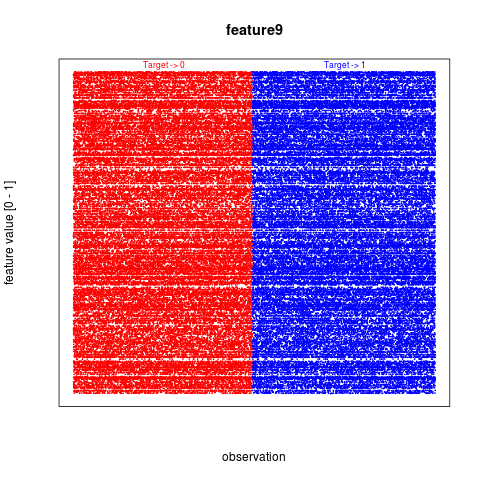 feature9
Target -> 0 Target -> 1
feature value [0 - 1]
observation